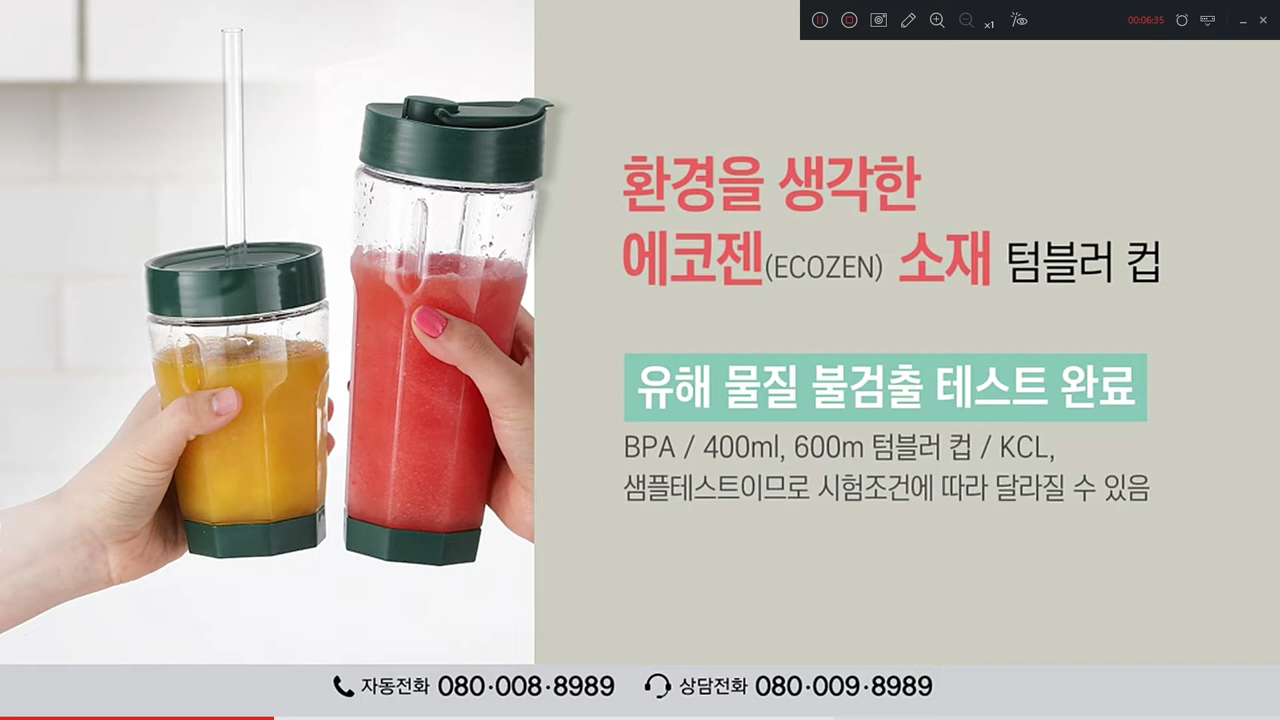 x1
00:06:35
환경을 생각한
에코젠(ECOZEN) 소재 텀블러 컵
유해 물질 불검출 테스트 완료
BPA / 400ml, 600m 텀블러 컵 / KCL,
샘플테스트이므로 시험조건에 따라 달라질 수 있음
자동전화 080·008·8989 상담전화 080·009·8989